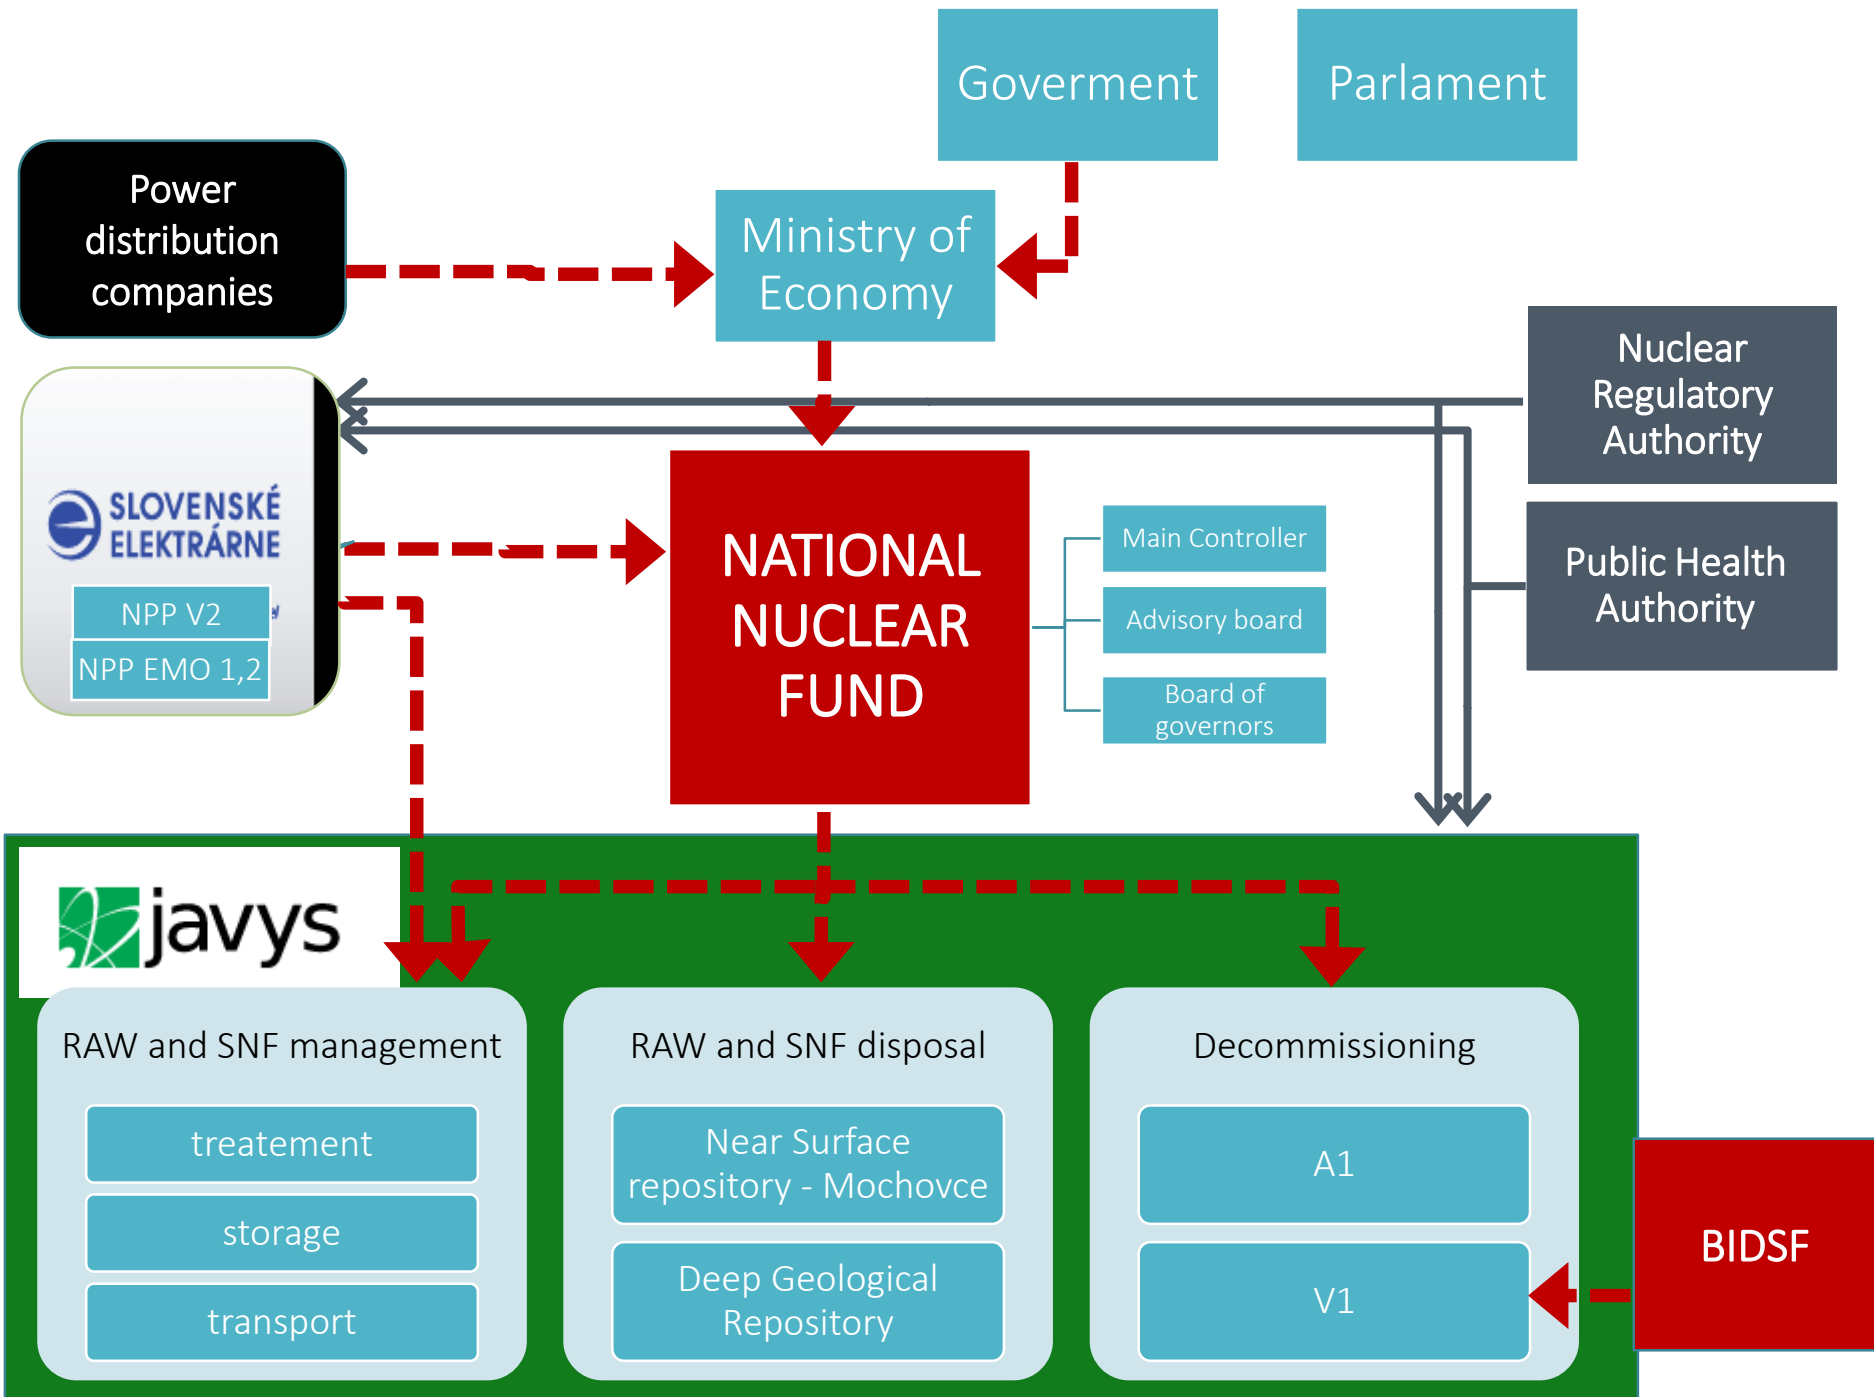 Goverment
Parlament
Power
distribution
companies
Ministry of
Economy
Nuclear
Regulatory
Authority
SLOVENSKÉ
ELEKTRÁRNE
NPP V2
NPP EMO 1,2
NATIONAL
NUCLEAR
FUND
Main Controller
Advisory board
Board of
governors
Public Health
Authority
javys
RAW and SNF management
treatement
storage
transport
RAW and SNF disposal
Near Surface
repository - Mochovce
Deep Geological
Repository
Decommissioning
A1
V1
BIDSF